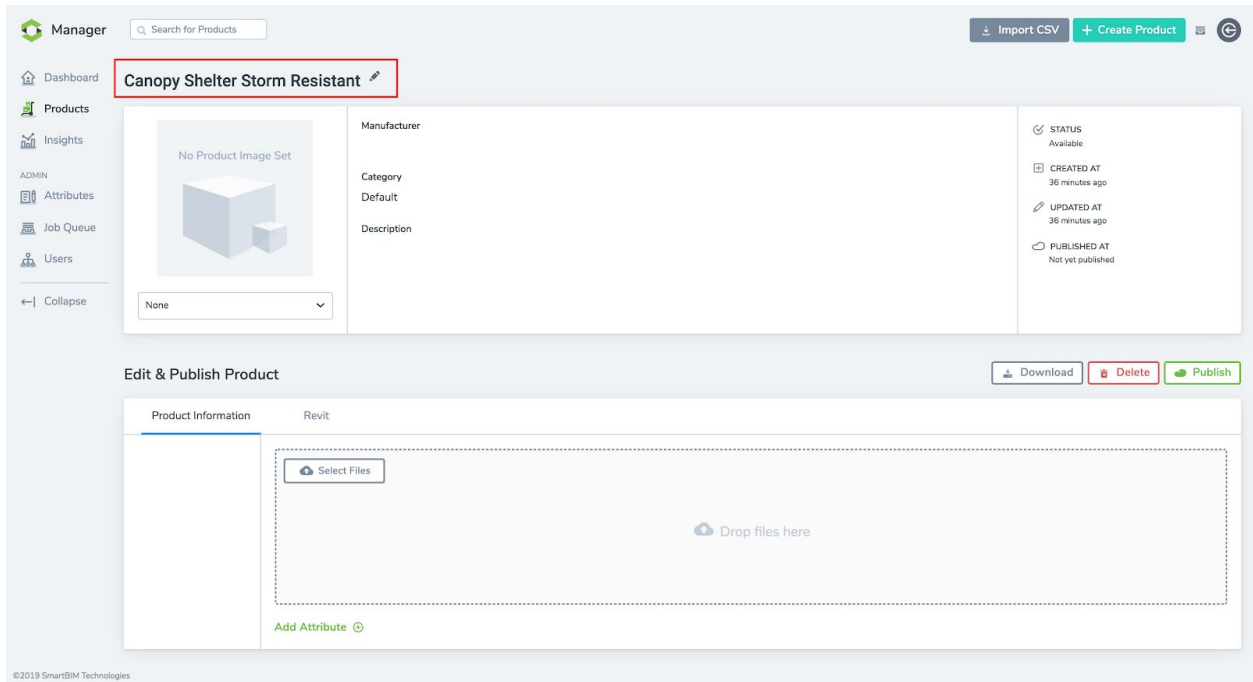 Manager
Search for Products
Import CSV
+ Create Product
Dashboard
Products
Insights
ADMIN
Attributes
Job Queue
Users
Collapse
Canopy Shelter Storm Resistant
No Product Image Set
None
Manufacturer
Category
Default
Description
STATUS
Available
CREATED AT
36 minutes ago
UPDATED AT
36 minutes ago
PUBLISHED AT
Not yet published
Edit & Publish Product
Download
Delete
Publish
Product Information
Revit
Select Files
Drop files here
Add Attribute
©2019 SmartBIM Technologies